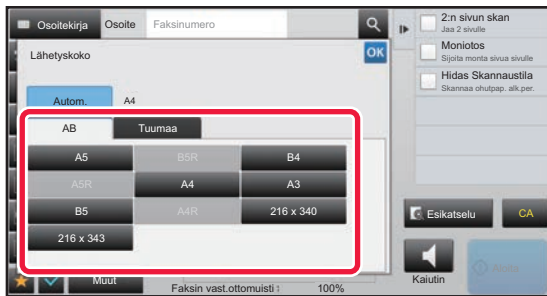 Osoitekirja Osoite Faksinumero
Lähetyskoko
OK
Autom. A4
AB Tuumaa
A5 B5R B4
A5R A4 A3
B5 A4R 216 x 340
216 x 343
Muut
Faksin vast.ottomuisti : 100%
2:n sivun skan
Jaa 2 sivulle
Moniotos
Sijoita monta sivua sivulle
Hidas Skannaustila
Skannaa ohutpap. alk.per.
Esikatselu CA
Kaiutin
Aloita